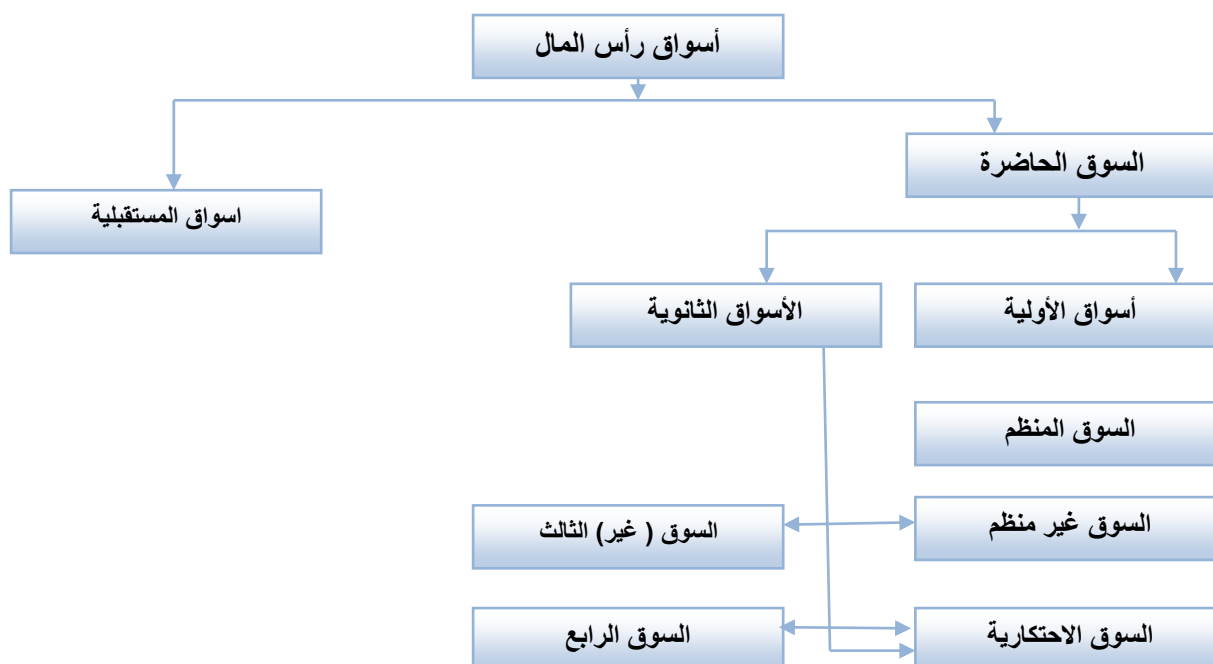 أسواق رأس المال
السوق الحاضرة
اسواق المستقبلية
أسواق الأولية
الأسواق الثانوية
السوق المنظم
السوق غير منظم
السوق ( غير) الثالث
السوق الاحتكارية
السوق الرابع